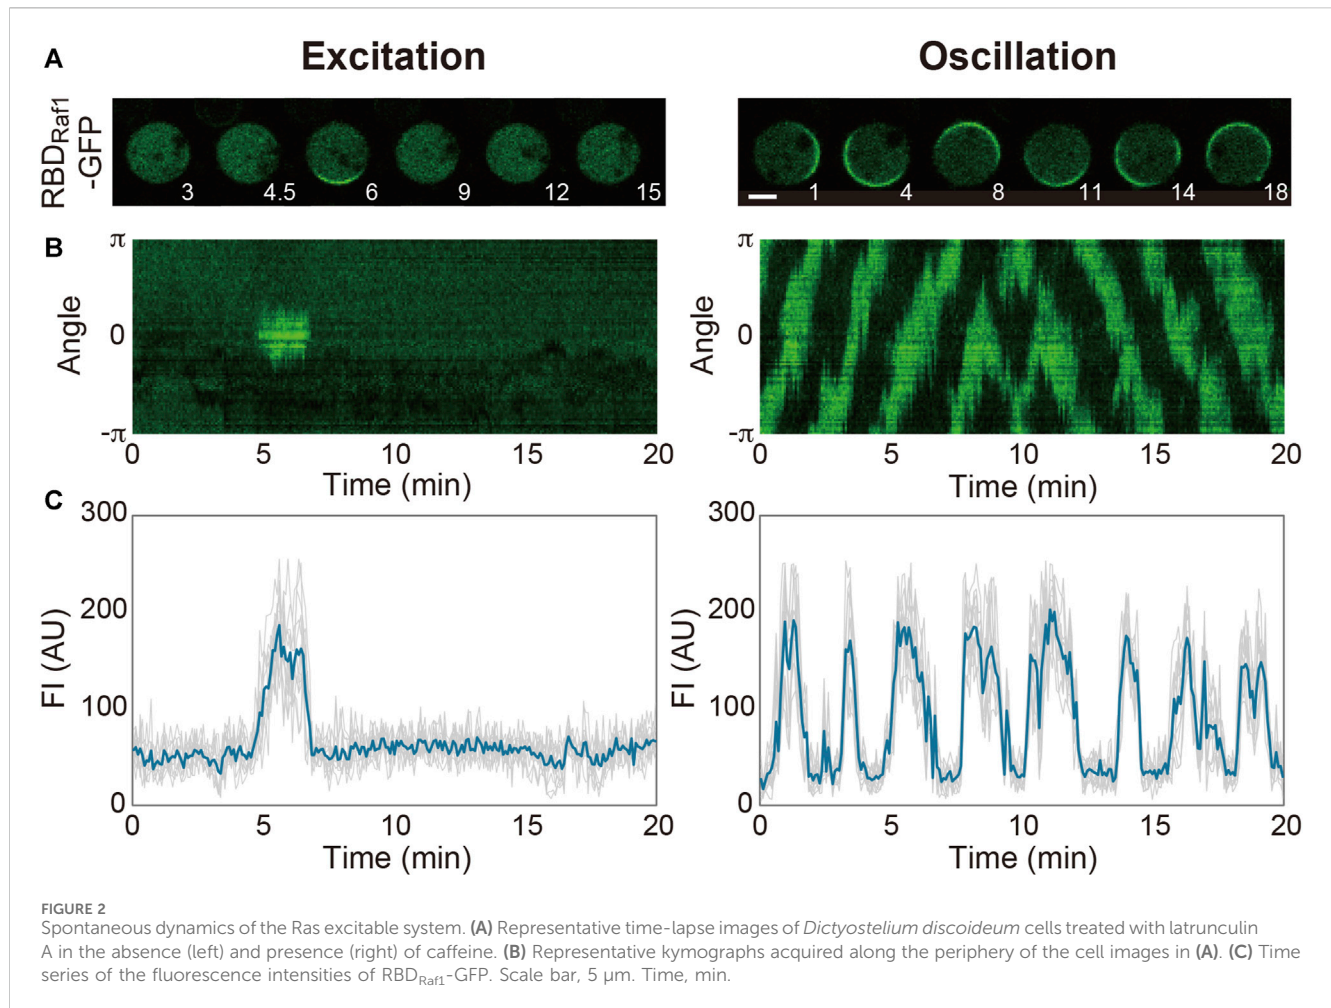 Excitation
Oscillation
A
RBDRaf1
-GFP
3 4.5 6 9 12 15
1 4 8 11 14 18
B
π
0
-π
Angle
0 5 10 15 20
Time (min)
π
0
-π
Angle
0 5 10 15 20
Time (min)
C
300
200
100
0
FI (AU)
0 5 10 15 20
Time (min)
300
200
100
0
FI (AU)
0 5 10 15 20
Time (min)
FIGURE 2
Spontaneous dynamics of the Ras excitable system. (A) Representative time-lapse images of Dictyostelium discoideum cells treated with latrunculin
A in the absence (left) and presence (right) of caffeine. (B) Representative kymographs acquired along the periphery of the cell images in (A). (C) Time
series of the fluorescence intensities of RBDRaf1-GFP. Scale bar, 5 μm. Time, min.